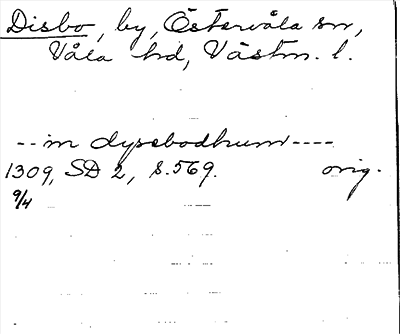 Disbo, by, Östervåla sn,
Våla hd, Västm. l.
-- in dysebodhum ----
1309, SD 2, s. 569. orig.
9/4